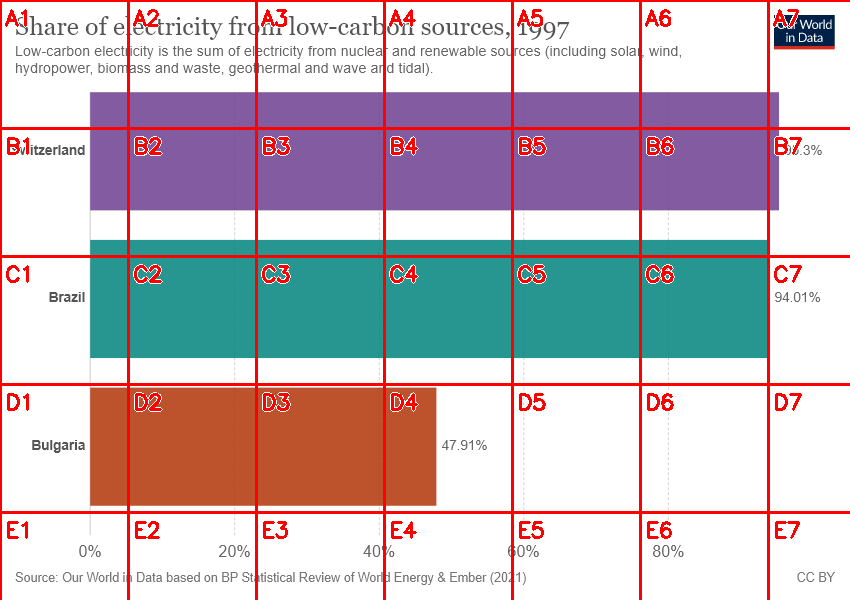 A1 A2 A3 A4 A5 A6 A7
Share of electricity from low-carbon sources, 1997
Our World
in Data
Low-carbon electricity is the sum of electricity from nuclear and renewable sources (including solar, wind,
hydropower, biomass and waste, geothermal and wave and tidal).
B1 B2 B3 B4 B5 B6 B7
Switzerland
C1 C2 C3 C4 C5 C6 C7
Brazil 94.01%
D1 D2 D3 D4 D5 D6 D7
Bulgaria 47.91%
E1 E2 E3 E4 E5 E6 E7
0% 20% 40% 60% 80%
Source: Our World in Data based on BP Statistical Review of World Energy & Ember (2021) CC BY